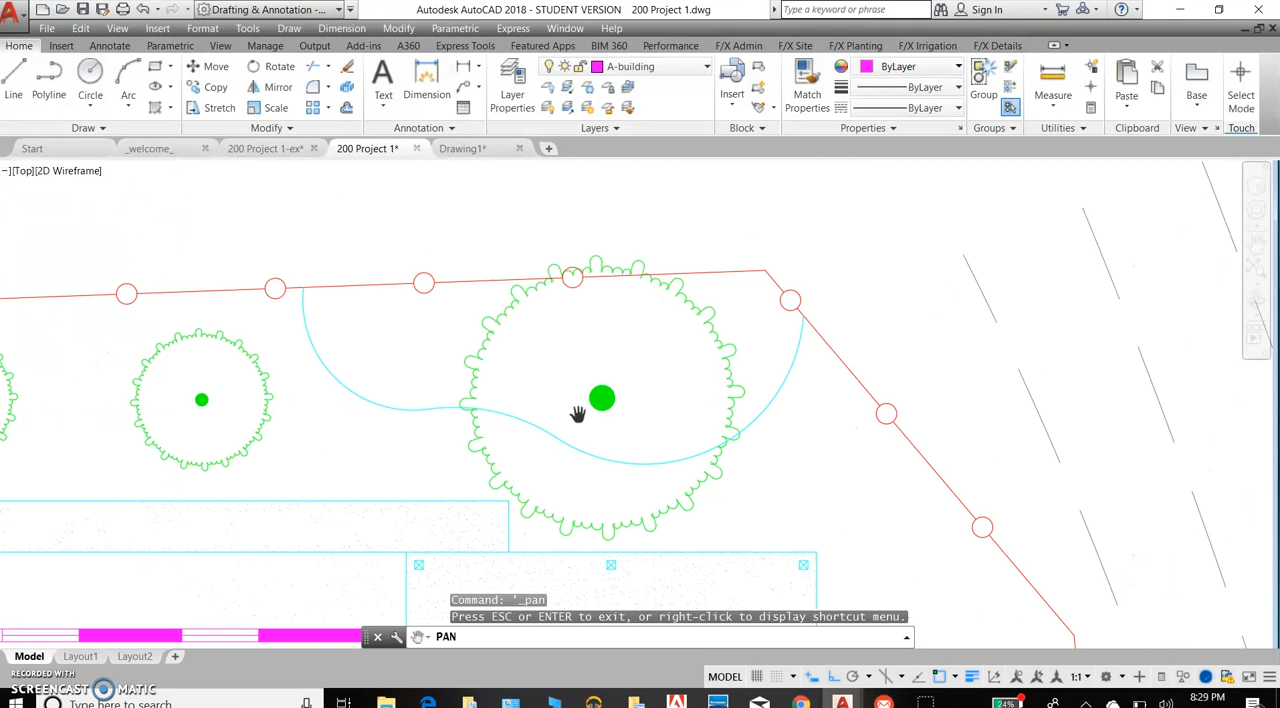 Drafting & Annotation - ... Autodesk AutoCAD 2018 - STUDENT VERSION 200 Project 1.dwg Type a keyword or phrase Sign In
File Edit View Insert Format Tools Draw Dimension Modify Parametric Express Window Help
Home Insert Annotate Parametric View Manage Output Add-ins A360 Express Tools Featured Apps BIM 360 Performance F/X Admin F/X Site F/X Planting F/X Irrigation F/X Details
Line Polyline Circle Arc Move Rotate Copy Mirror Stretch Scale Text Dimension Layer Properties A-building Insert Match Properties ByLayer ByLayer ByLayer Group Measure Paste Base Select Mode
Draw Modify Annotation Layers Block Properties Groups Utilities Clipboard View Touch
Start _welcome_ 200 Project 1-ex* 200 Project 1* Drawing1*
−][Top][2D Wireframe]
Command: '_pan
Press ESC or ENTER to exit, or right-click to display shortcut menu.
PAN
Model Layout1 Layout2
RECORDED WITH
SCREENCAST MATIC
MODEL 1:1
Type here to search 24% 8:29 PM